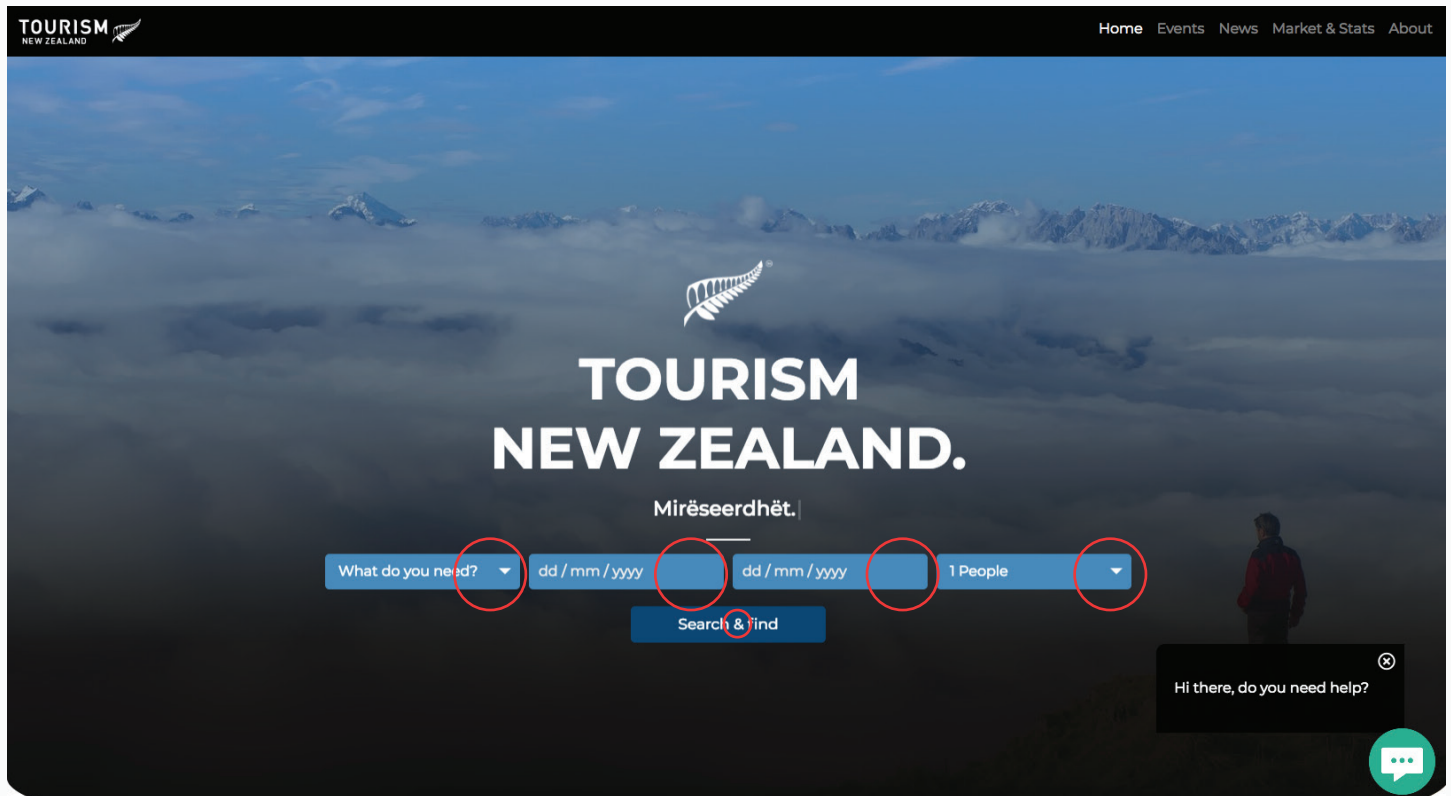 TOURISM
NEW ZEALAND
Home Events News Market & Stats About
TOURISM
NEW ZEALAND.
Mirëseerdhët.
What do you need? dd / mm / yyyy dd / mm / yyyy 1 People
Search & find
Hi there, do you need help?